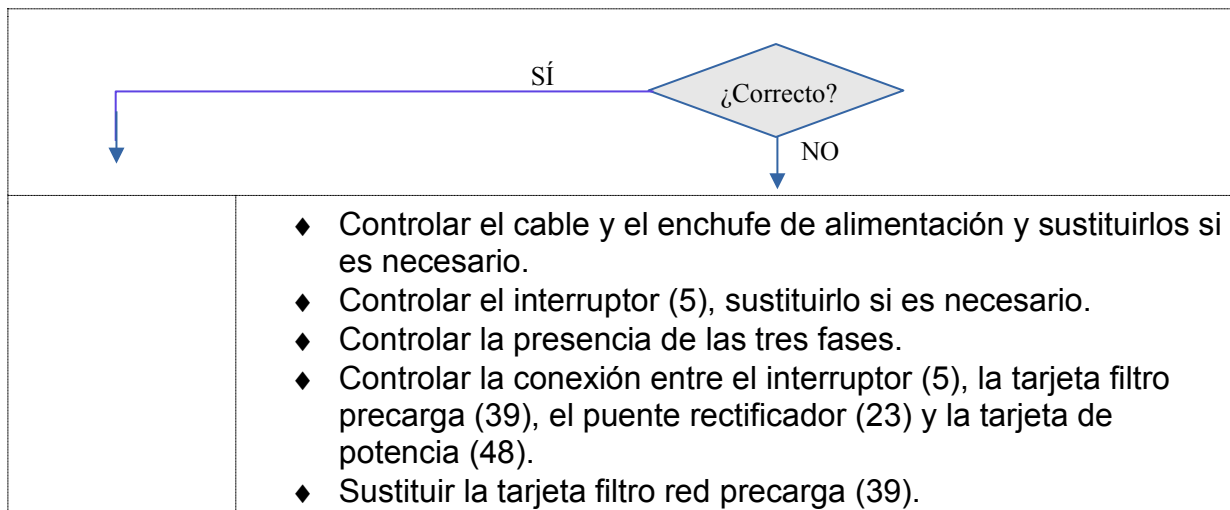 SÍ
¿Correcto?
NO
♦ Controlar el cable y el enchufe de alimentación y sustituirlos si
es necesario.
♦ Controlar el interruptor (5), sustituirlo si es necesario.
♦ Controlar la presencia de las tres fases.
♦ Controlar la conexión entre el interruptor (5), la tarjeta filtro
precarga (39), el puente rectificador (23) y la tarjeta de
potencia (48).
♦ Sustituir la tarjeta filtro red precarga (39).